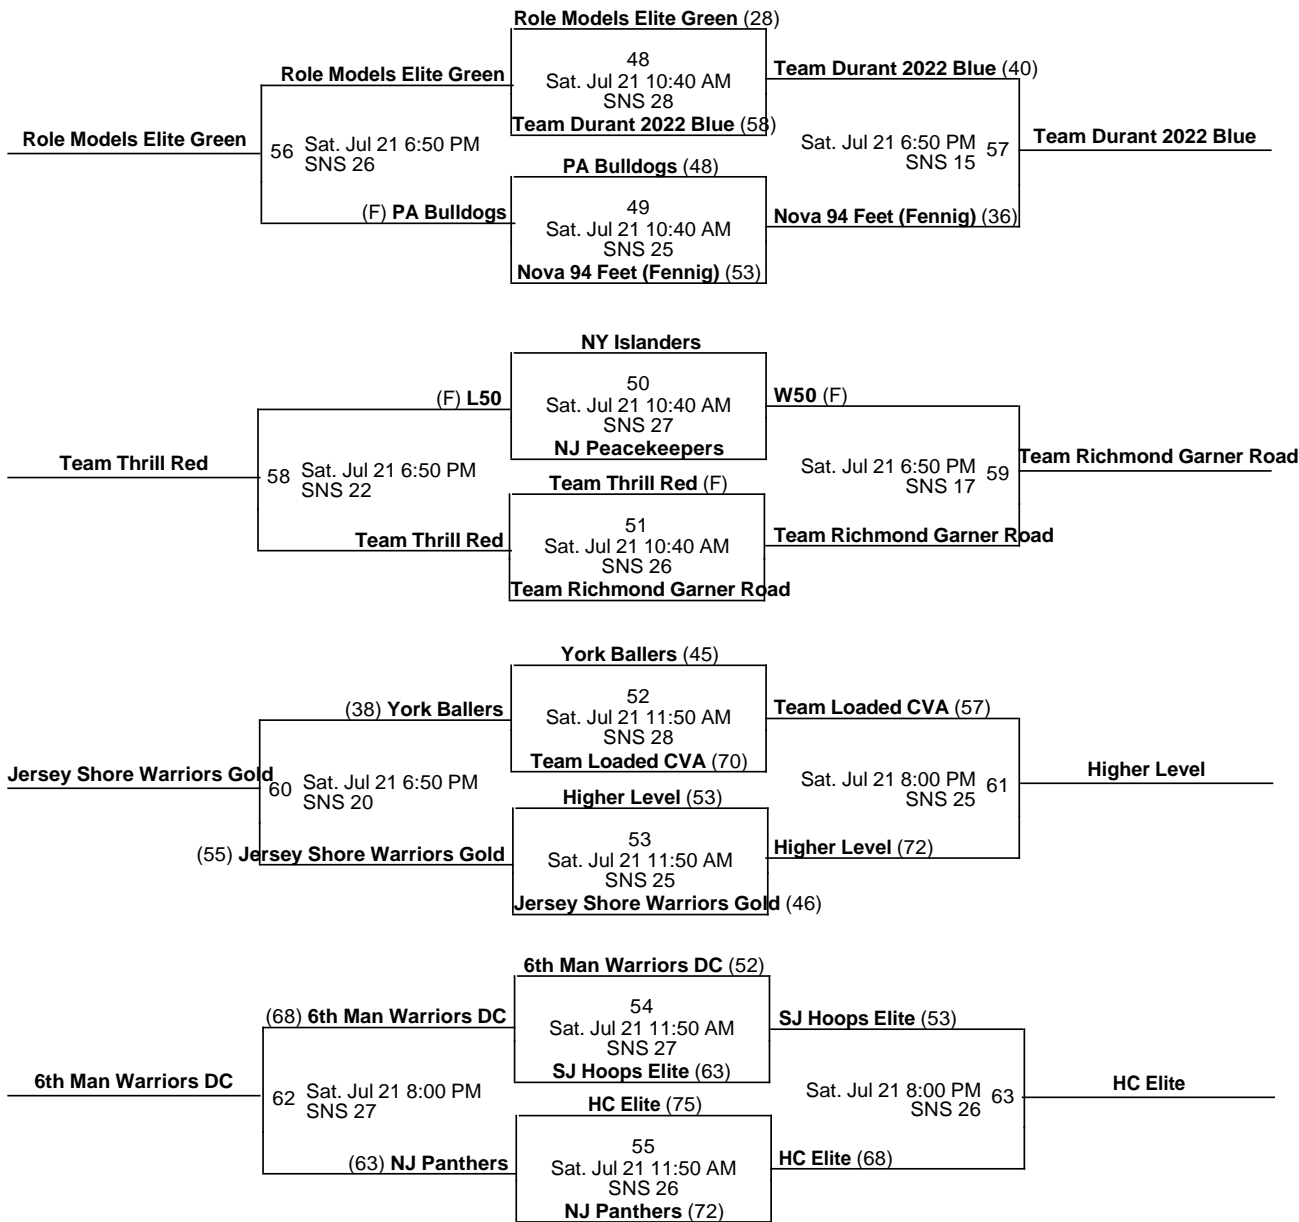 Role Models Elite Green (28)
48
Sat. Jul 21 10:40 AM
SNS 28
Team Durant 2022 Blue (58)
Role Models Elite Green
Team Durant 2022 Blue (40)
Role Models Elite Green
56 Sat. Jul 21 6:50 PM
SNS 26
Sat. Jul 21 6:50 PM 57
SNS 15
Team Durant 2022 Blue
PA Bulldogs (48)
49
Sat. Jul 21 10:40 AM
SNS 25
Nova 94 Feet (Fennig) (53)
(F) PA Bulldogs
Nova 94 Feet (Fennig) (36)
NY Islanders
50
Sat. Jul 21 10:40 AM
SNS 27
NJ Peacekeepers
(F) L50
W50 (F)
Team Thrill Red
58 Sat. Jul 21 6:50 PM
SNS 22
Sat. Jul 21 6:50 PM 59
SNS 17
Team Richmond Garner Road
Team Thrill Red (F)
51
Sat. Jul 21 10:40 AM
SNS 26
Team Richmond Garner Road
Team Thrill Red
Team Richmond Garner Road
York Ballers (45)
52
Sat. Jul 21 11:50 AM
SNS 28
Team Loaded CVA (70)
(38) York Ballers
Team Loaded CVA (57)
Jersey Shore Warriors Gold
60 Sat. Jul 21 6:50 PM
SNS 20
Sat. Jul 21 8:00 PM 61
SNS 25
Higher Level
Higher Level (53)
53
Sat. Jul 21 11:50 AM
SNS 25
Jersey Shore Warriors Gold (46)
(55) Jersey Shore Warriors Gold
Higher Level (72)
6th Man Warriors DC (52)
54
Sat. Jul 21 11:50 AM
SNS 27
SJ Hoops Elite (63)
(68) 6th Man Warriors DC
SJ Hoops Elite (53)
6th Man Warriors DC
62 Sat. Jul 21 8:00 PM
SNS 27
Sat. Jul 21 8:00 PM 63
SNS 26
HC Elite
HC Elite (75)
55
Sat. Jul 21 11:50 AM
SNS 26
NJ Panthers (72)
(63) NJ Panthers
HC Elite (68)